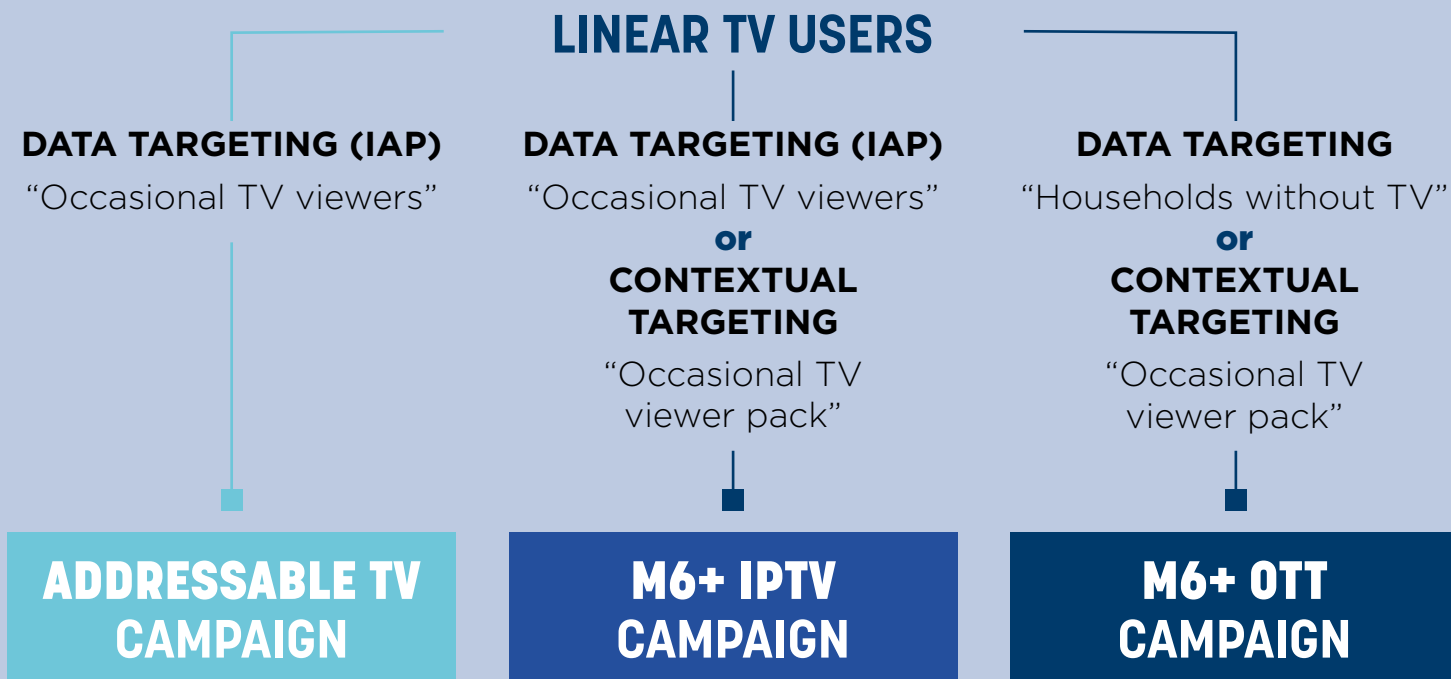 LINEAR TV USERS
DATA TARGETING (IAP)
“Occasional TV viewers”
ADDRESSABLE TV
CAMPAIGN
DATA TARGETING (IAP)
“Occasional TV viewers”
or
CONTEXTUAL
TARGETING
“Occasional TV
viewer pack”
M6+ IPTV
CAMPAIGN
DATA TARGETING
“Households without TV”
or
CONTEXTUAL
TARGETING
“Occasional TV
viewer pack”
M6+ OTT
CAMPAIGN